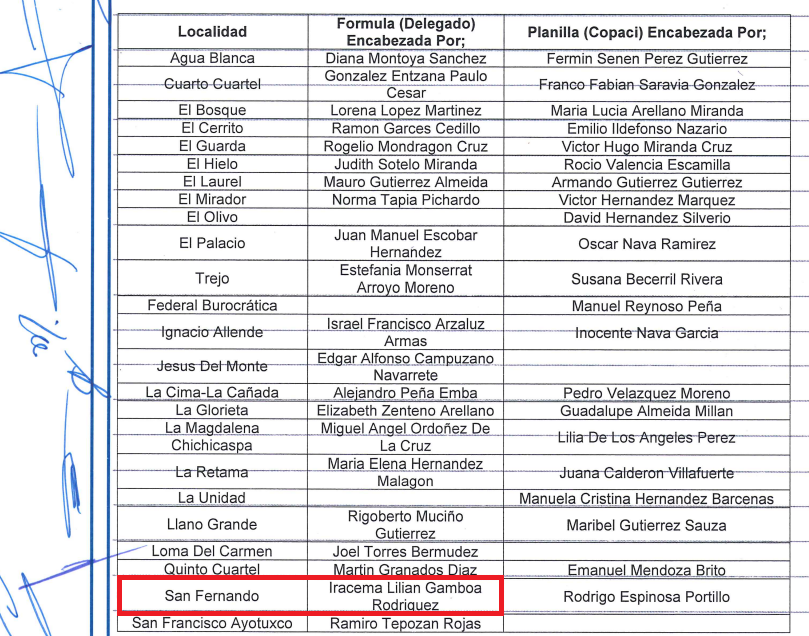 Localidad
Formula (Delegado)
Encabezada Por;
Planilla (Copaci) Encabezada Por;
Agua Blanca
Diana Montoya Sanchez
Fermin Senen Perez Gutierrez
Cuarto Cuartel
Gonzalez Entzana Paulo
Cesar
Franco Fabian Saravia Gonzalez
El Bosque
Lorena Lopez Martinez
Maria Lucia Arellano Miranda
El Cerrito
Ramon Garces Cedillo
Emilio Ildefonso Nazario
El Guarda
Rogelio Mondragon Cruz
Victor Hugo Miranda Cruz
El Hielo
Judith Sotelo Miranda
Rocio Valencia Escamilla
El Laurel
Mauro Gutierrez Almeida
Armando Gutierrez Gutierrez
El Mirador
Norma Tapia Pichardo
Victor Hernandez Marquez
El Olivo
David Hernandez Silverio
El Palacio
Juan Manuel Escobar
Hernandez
Oscar Nava Ramirez
Trejo
Estefania Monserrat
Arroyo Moreno
Susana Becerril Rivera
Federal Burocrática
Manuel Reynoso Peña
Ignacio Allende
Israel Francisco Arzaluz
Armas
Inocente Nava Garcia
Jesus Del Monte
Edgar Alfonso Campuzano
Navarrete
La Cima-La Cañada
Alejandro Peña Emba
Pedro Velazquez Moreno
La Glorieta
Elizabeth Zenteno Arellano
Guadalupe Almeida Millan
La Magdalena
Chichicaspa
Miguel Angel Ordoñez De
La Cruz
Lilia De Los Angeles Perez
La Retama
Maria Elena Hernandez
Malagon
Juana Calderon Villafuerte
La Unidad
Manuela Cristina Hernandez Barcenas
Llano Grande
Rigoberto Muciño
Gutierrez
Maribel Gutierrez Sauza
Loma Del Carmen
Joel Torres Bermudez
Quinto Cuartel
Martin Granados Diaz
Emanuel Mendoza Brito
San Fernando
Iracema Lilian Gamboa
Rodriguez
Rodrigo Espinosa Portillo
San Francisco Ayotuxco
Ramiro Tepozan Rojas